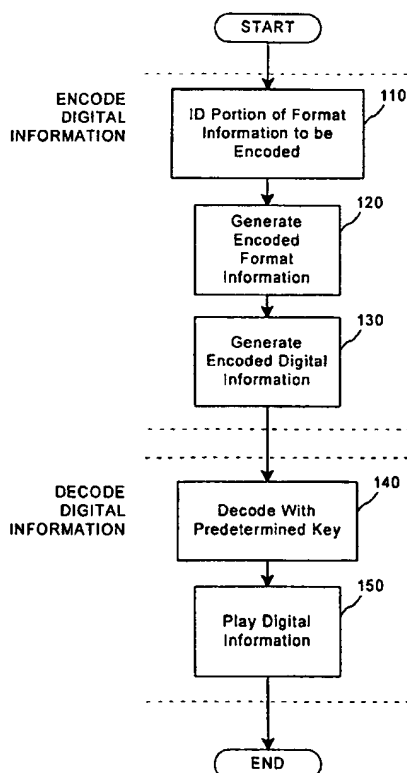 START
ENCODE
DIGITAL
INFORMATION
110
ID Portion of Format
Information to be
Encoded
120
Generate
Encoded
Format
Information
130
Generate
Encoded Digital
Information
DECODE
DIGITAL
INFORMATION
140
Decode With
Predetermined Key
150
Play Digital
Information
END